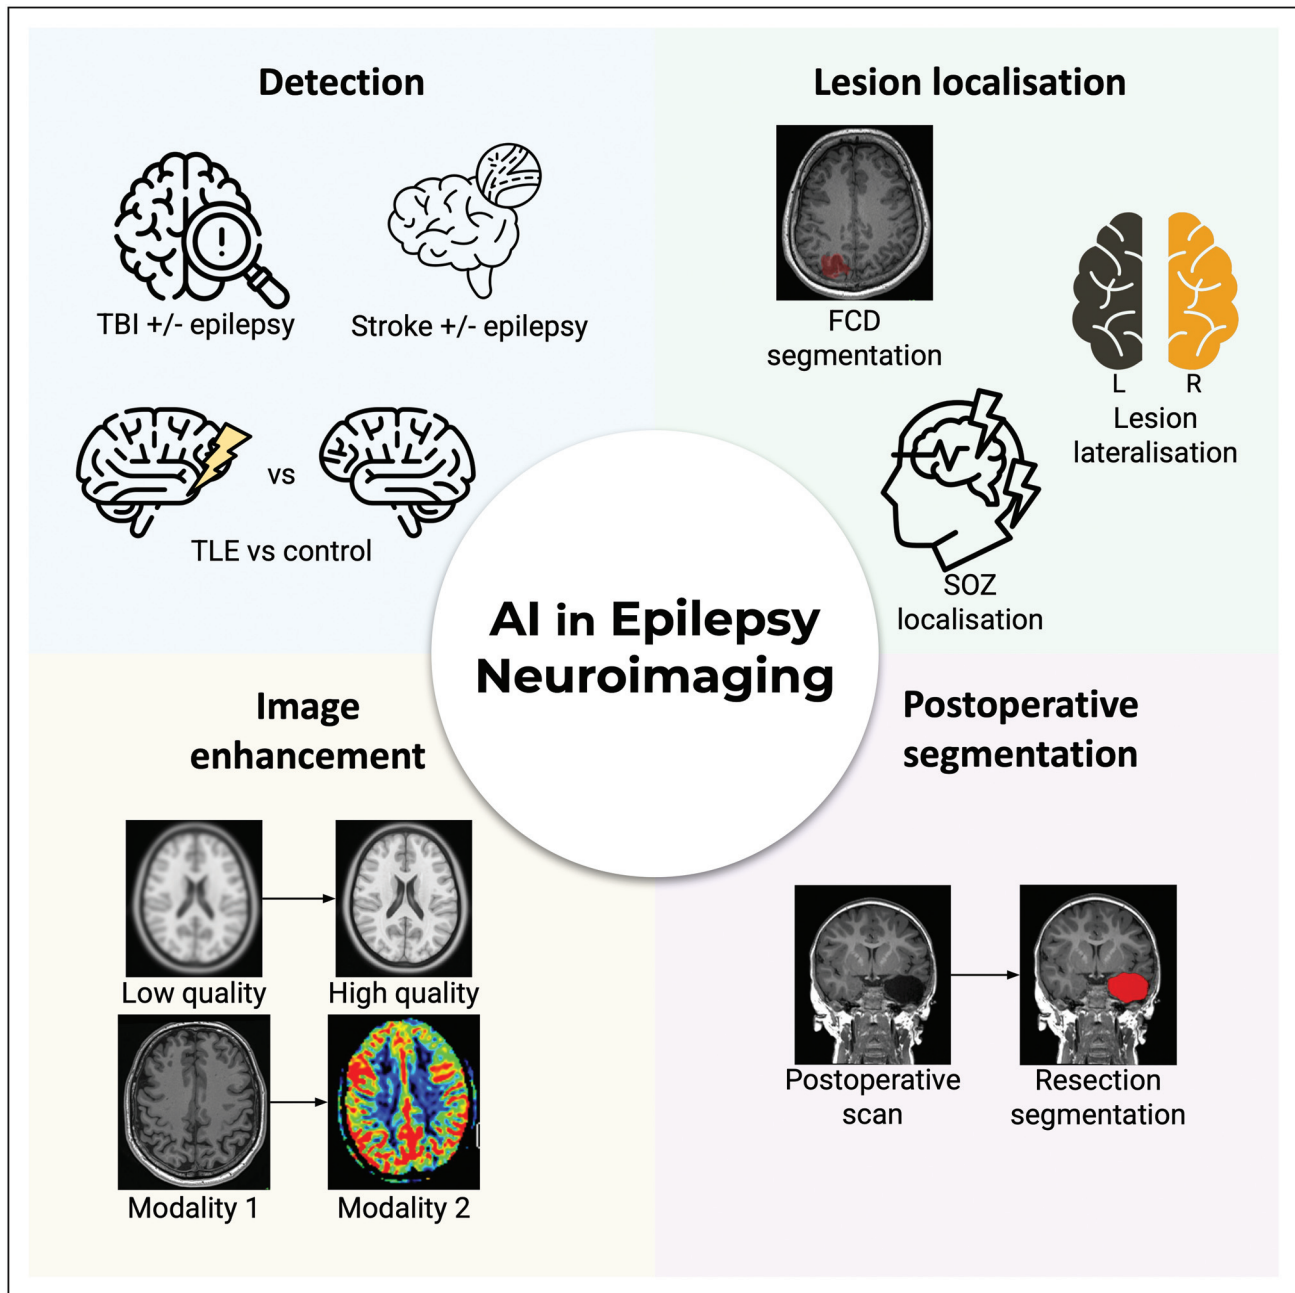 Detection
TBI +/- epilepsy
Stroke +/- epilepsy
vs
TLE vs control
Lesion localisation
FCD
segmentation
L
R
Lesion
lateralisation
SOZ
localisation
AI in Epilepsy
Neuroimaging
Image
enhancement
Low quality
High quality
Modality 1
Modality 2
Postoperative
segmentation
Postoperative
scan
Resection
segmentation